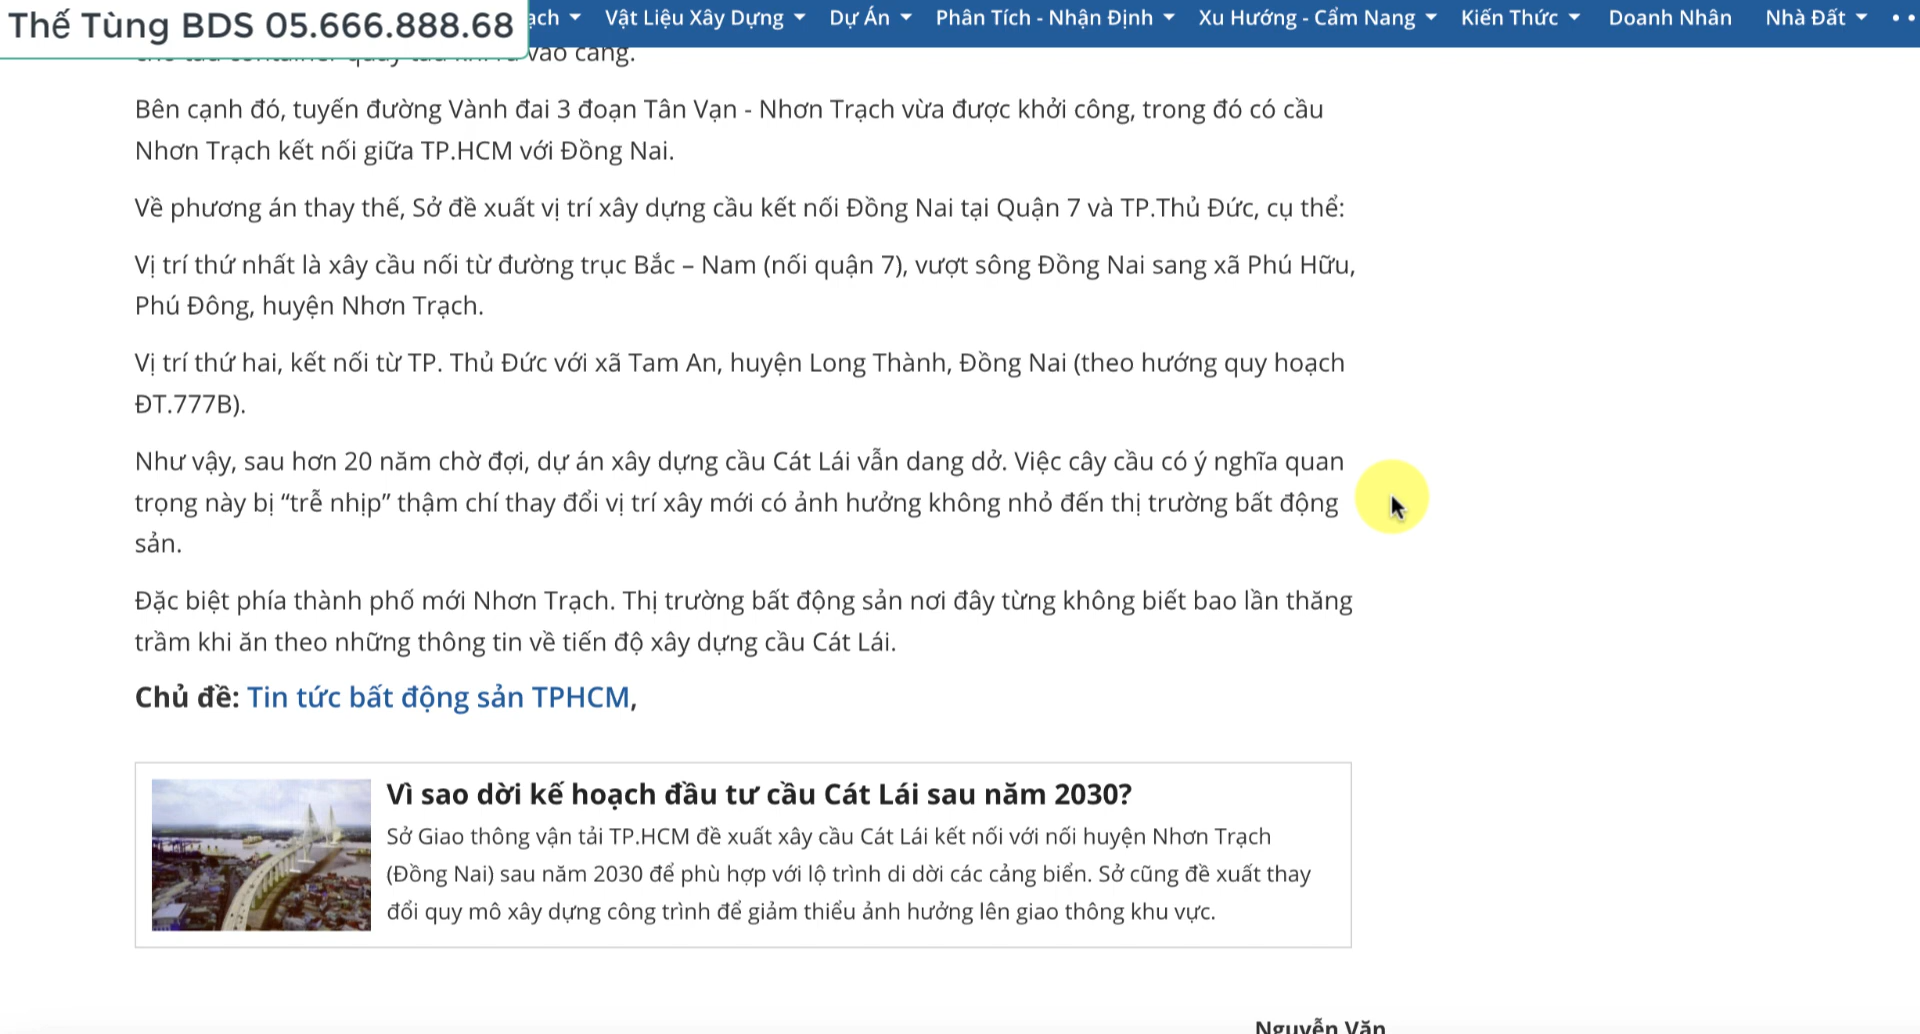 Thế Tùng BDS 05.666.888.68
ạch Vật Liệu Xây Dựng Dự Án Phân Tích - Nhận Định Xu Hướng - Cẩm Nang Kiến Thức Doanh Nhân Nhà Đất
vào cảng.
Bên cạnh đó, tuyến đường Vành đai 3 đoạn Tân Vạn - Nhơn Trạch vừa được khởi công, trong đó có cầu
Nhơn Trạch kết nối giữa TP.HCM với Đồng Nai.
Về phương án thay thế, Sở đề xuất vị trí xây dựng cầu kết nối Đồng Nai tại Quận 7 và TP.Thủ Đức, cụ thể:
Vị trí thứ nhất là xây cầu nối từ đường trục Bắc – Nam (nối quận 7), vượt sông Đồng Nai sang xã Phú Hữu,
Phú Đông, huyện Nhơn Trạch.
Vị trí thứ hai, kết nối từ TP. Thủ Đức với xã Tam An, huyện Long Thành, Đồng Nai (theo hướng quy hoạch
ĐT.777B).
Như vậy, sau hơn 20 năm chờ đợi, dự án xây dựng cầu Cát Lái vẫn dang dở. Việc cây cầu có ý nghĩa quan
trọng này bị “trễ nhịp” thậm chí thay đổi vị trí xây mới có ảnh hưởng không nhỏ đến thị trường bất động
sản.
Đặc biệt phía thành phố mới Nhơn Trạch. Thị trường bất động sản nơi đây từng không biết bao lần thăng
trầm khi ăn theo những thông tin về tiến độ xây dựng cầu Cát Lái.
Chủ đề: Tin tức bất động sản TPHCM,
Vì sao dời kế hoạch đầu tư cầu Cát Lái sau năm 2030?
Sở Giao thông vận tải TP.HCM đề xuất xây cầu Cát Lái kết nối với nối huyện Nhơn Trạch
(Đồng Nai) sau năm 2030 để phù hợp với lộ trình di dời các cảng biển. Sở cũng đề xuất thay
đổi quy mô xây dựng công trình để giảm thiểu ảnh hưởng lên giao thông khu vực.
Nguyễn Văn